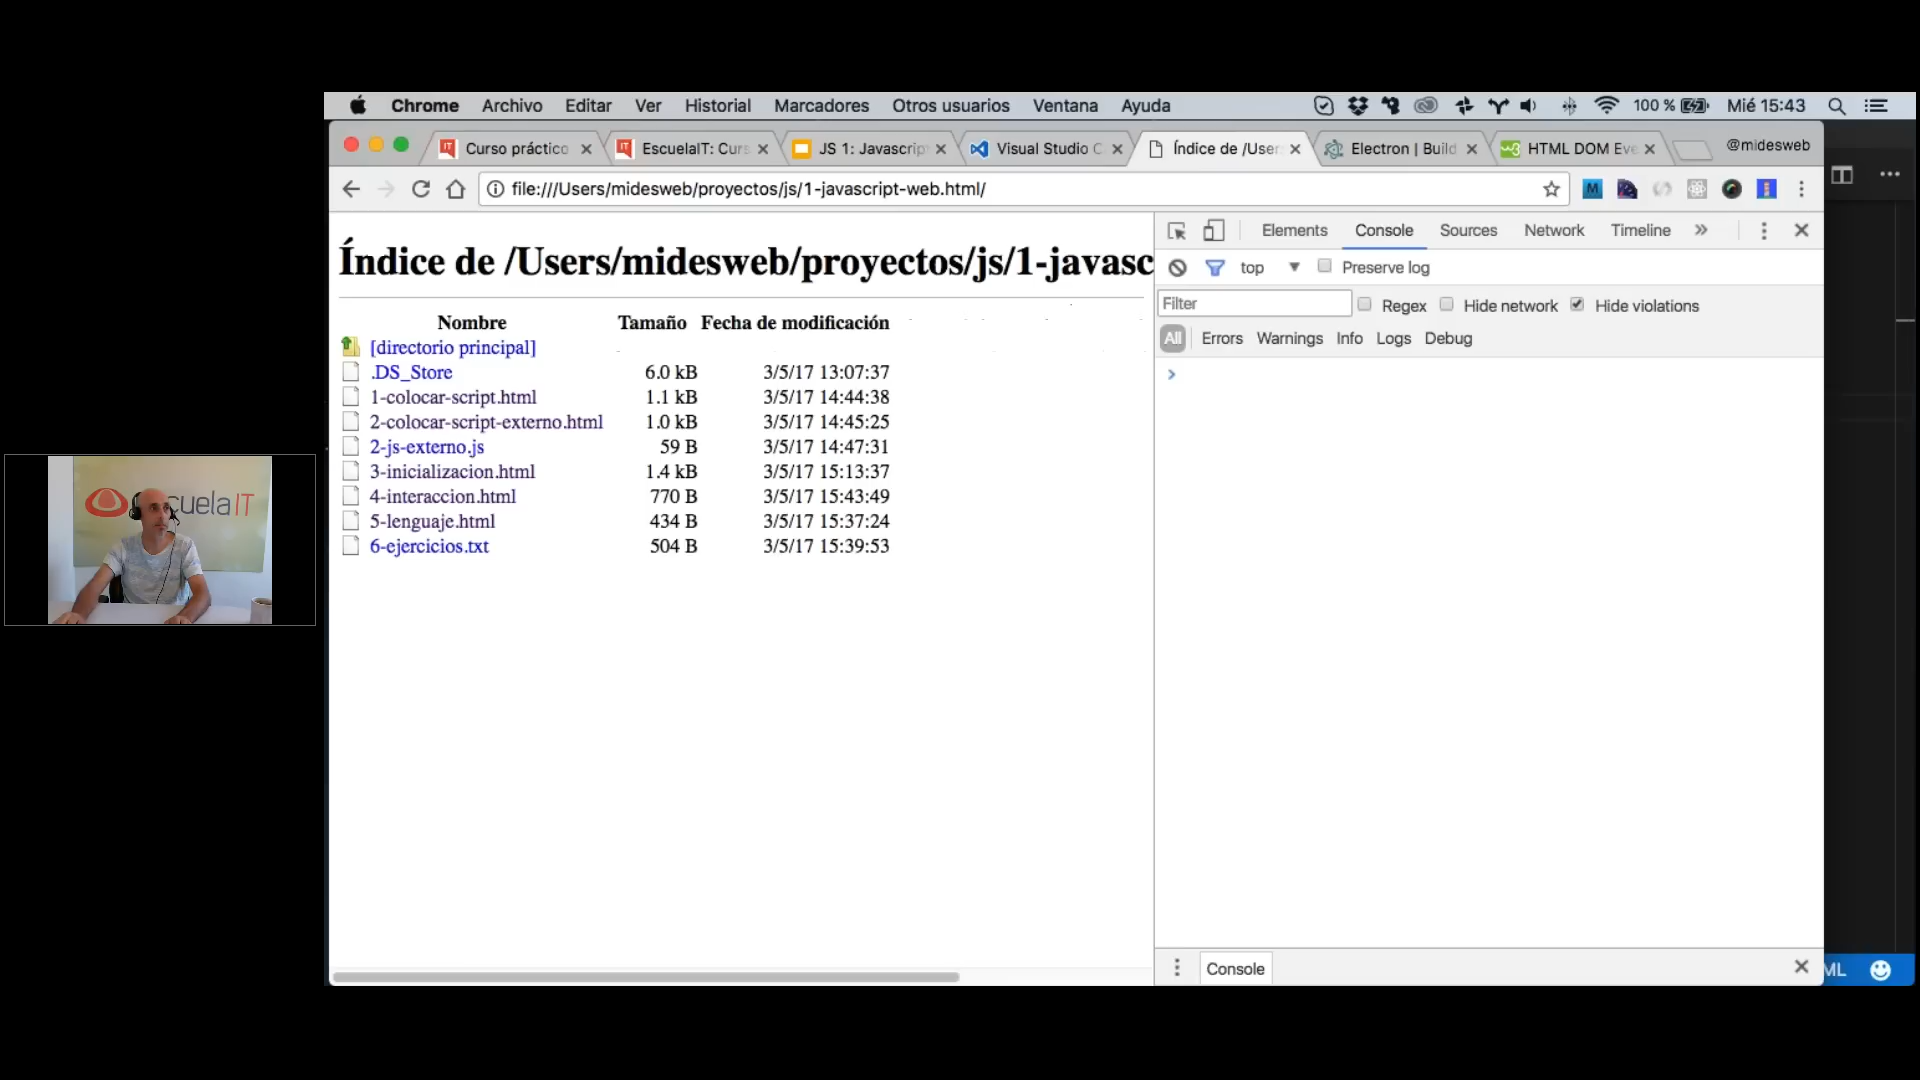 Chrome Archivo Editar Ver Historial Marcadores Otros usuarios Ventana Ayuda 100 % Mié 15:43
Curso práctico EscuelaIT: Curs JS 1: Javascrip Visual Studio C Índice de /User Electron | Build HTML DOM Eve @midesweb
file:///Users/midesweb/proyectos/js/1-javascript-web.html/
Elements Console Sources Network Timeline »
top Preserve log
Filter Regex Hide network Hide violations
All Errors Warnings Info Logs Debug
Índice de /Users/midesweb/proyectos/js/1-javasc
Nombre Tamaño Fecha de modificación
[directorio principal]
.DS_Store 6.0 kB 3/5/17 13:07:37
1-colocar-script.html 1.1 kB 3/5/17 14:44:38
2-colocar-script-externo.html 1.0 kB 3/5/17 14:45:25
2-js-externo.js 59 B 3/5/17 14:47:31
3-inicializacion.html 1.4 kB 3/5/17 15:13:37
4-interaccion.html 770 B 3/5/17 15:43:49
5-lenguaje.html 434 B 3/5/17 15:37:24
6-ejercicios.txt 504 B 3/5/17 15:39:53
escuelaIT
Console
ML